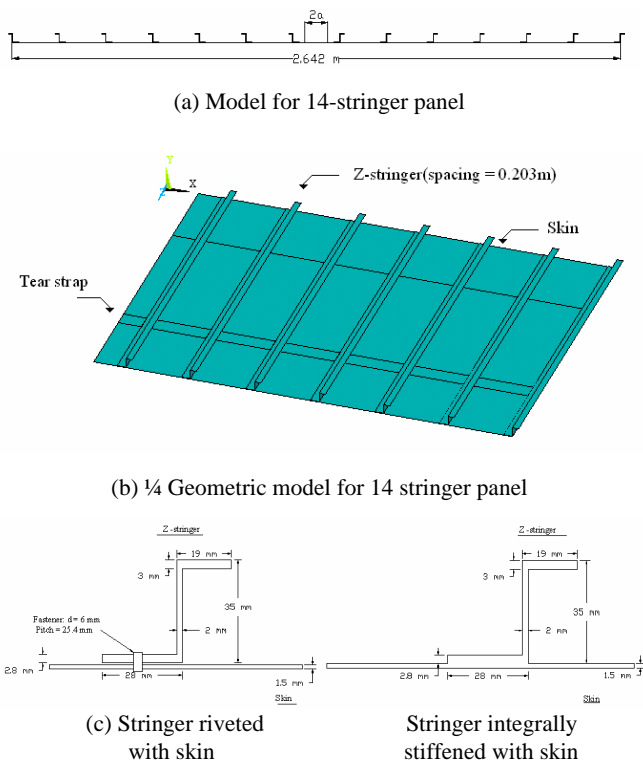 2a
2.642 m
(a) Model for 14-stringer panel
Y
X
Z
Z-stringer(spacing = 0.203m)
Skin
Tear strap
(b) ¼ Geometric model for 14 stringer panel
Z-stringer
19 mm
3 mm
35 mm
Fastener: d= 6 mm
Pitch = 25.4 mm
2 mm
2.8 mm
28 mm
1.5 mm
Skin
Z-stringer
19 mm
3 mm
35 mm
2 mm
2.8 mm
28 mm
1.5 mm
Skin
(c) Stringer riveted
with skin
Stringer integrally
stiffened with skin